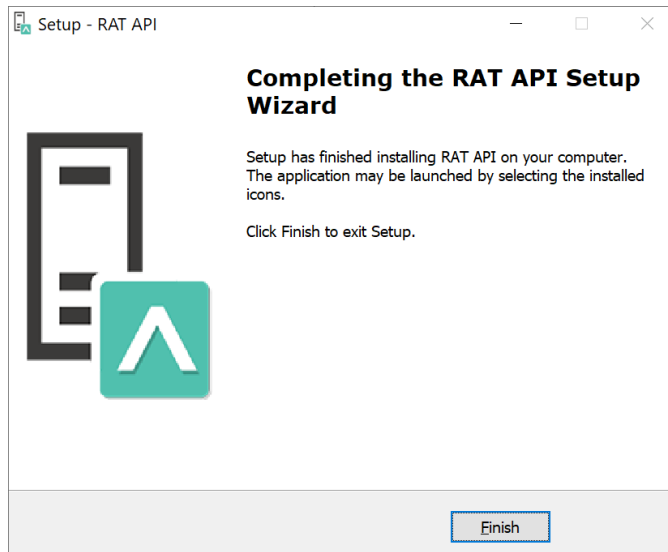 Setup - RAT API
Completing the RAT API Setup
Wizard
Setup has finished installing RAT API on your computer.
The application may be launched by selecting the installed
icons.
Click Finish to exit Setup.
Finish